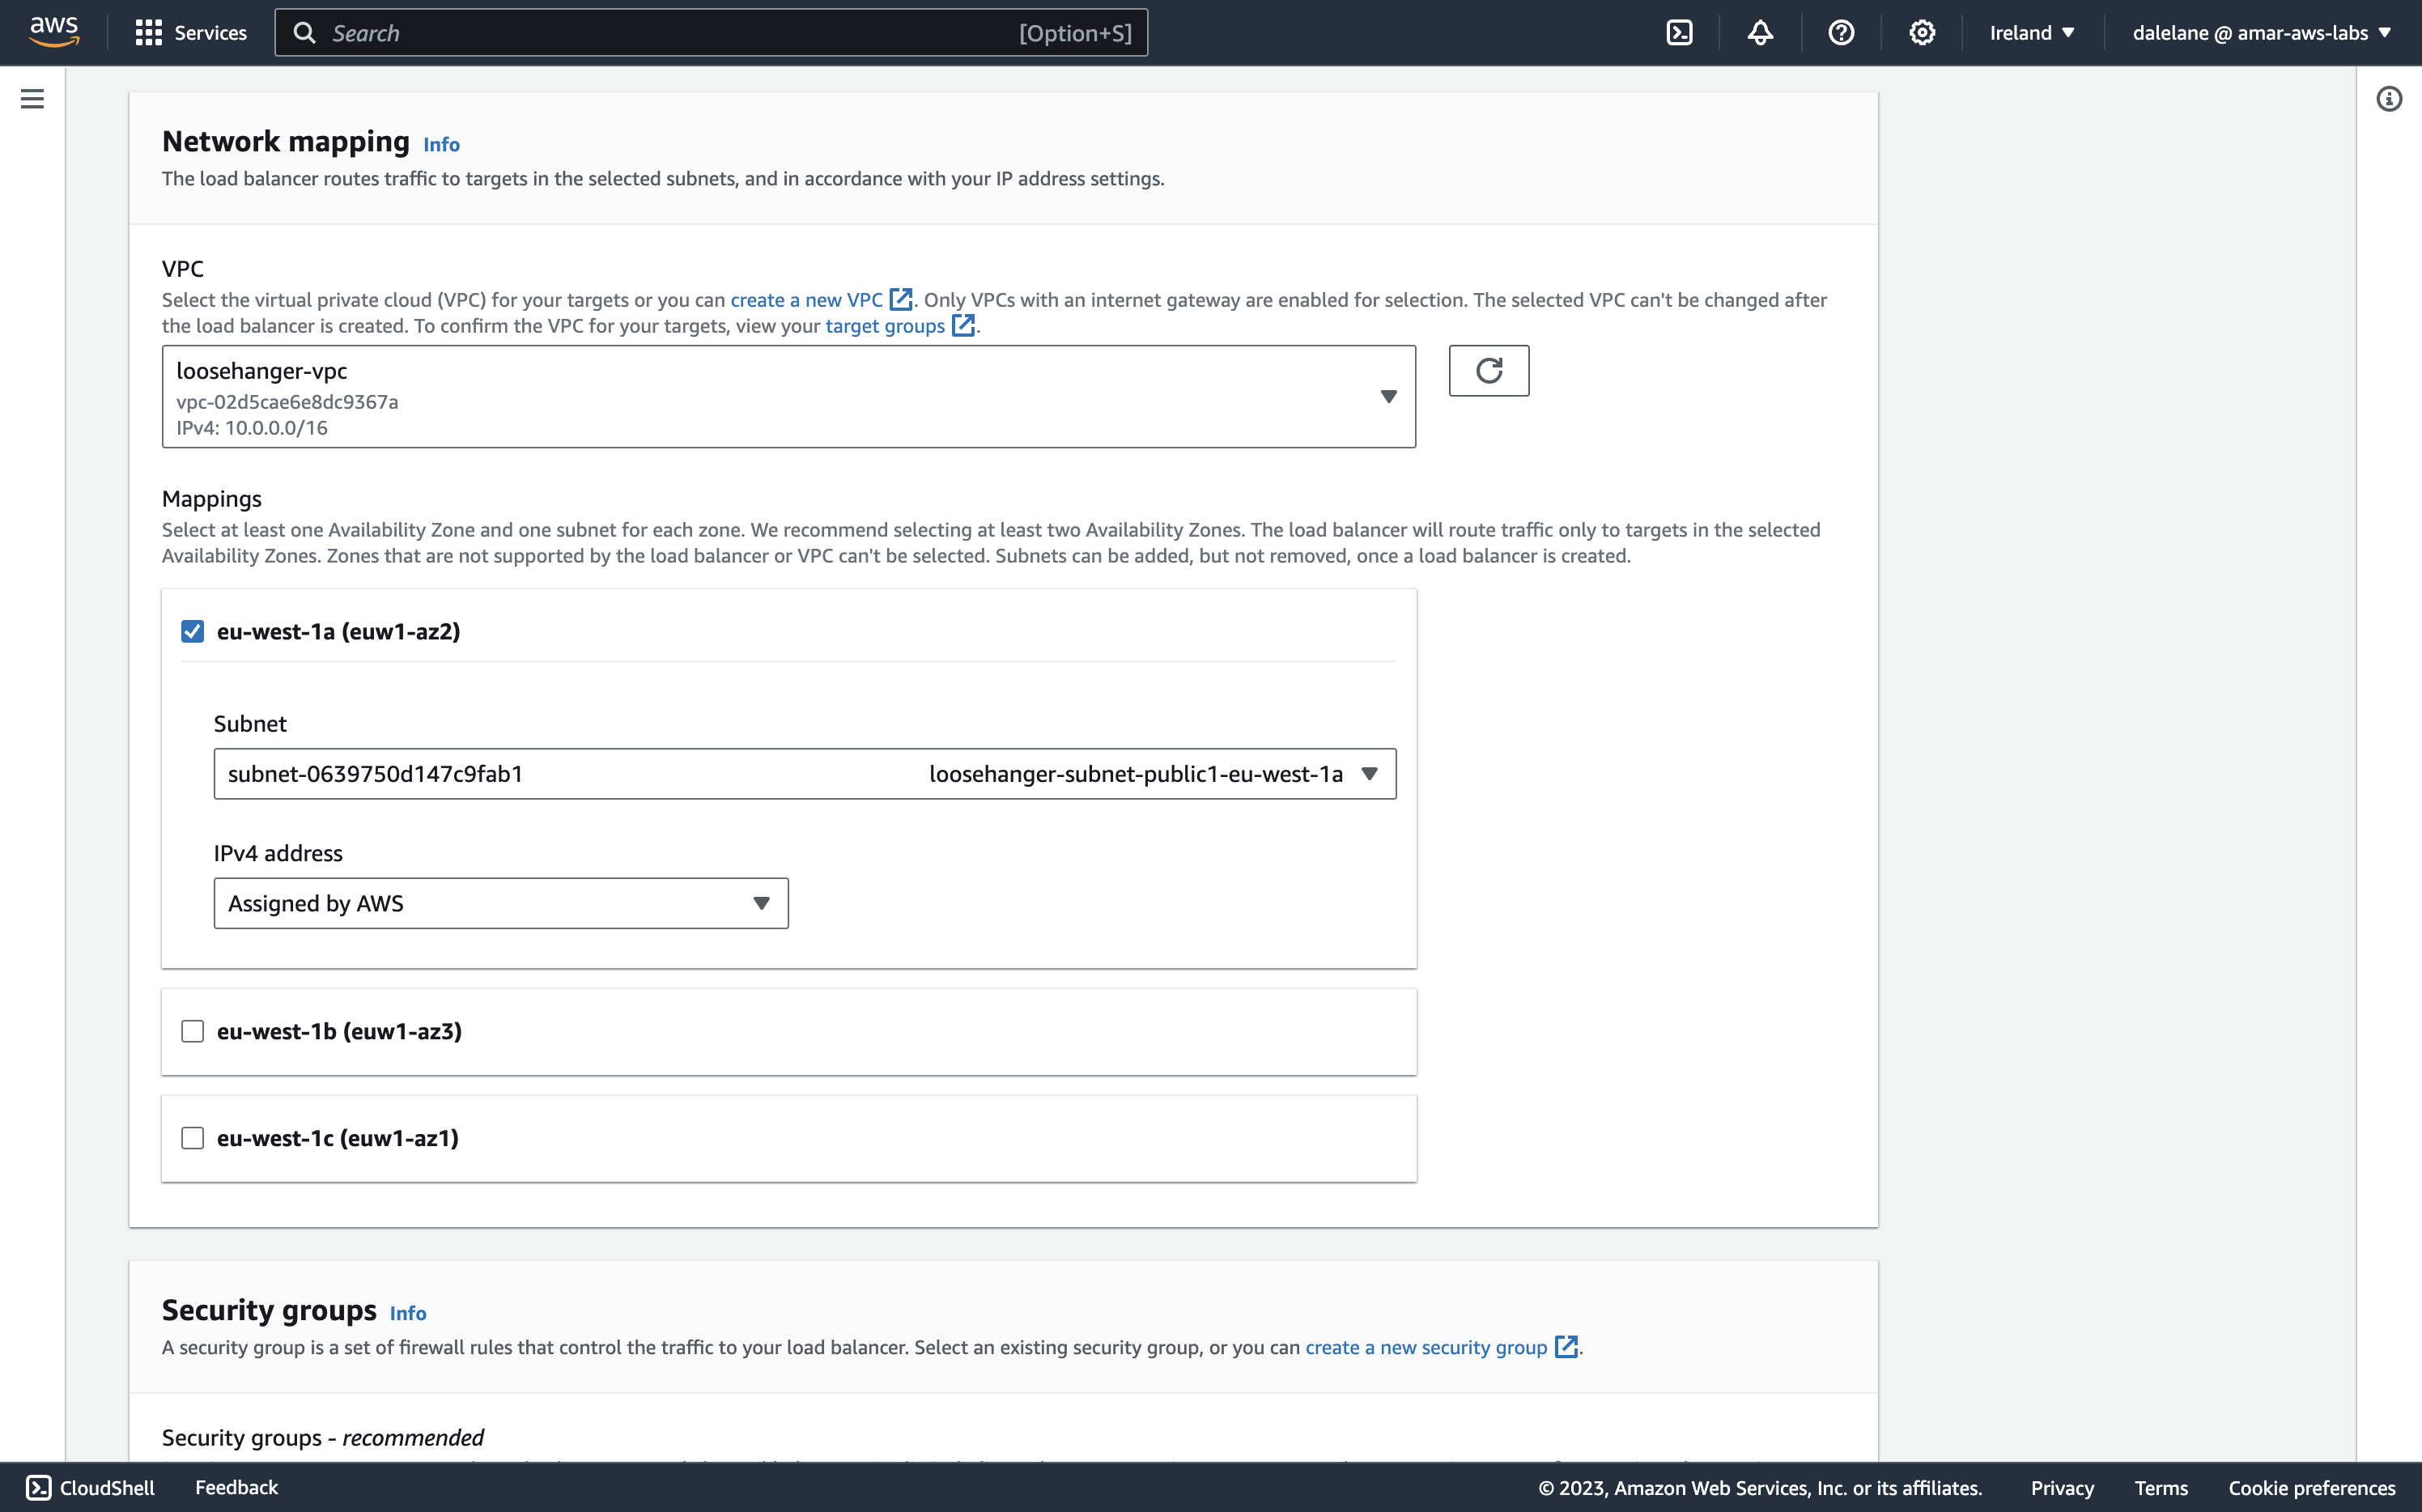 aws
Services
Search
[Option+S]
Ireland
dalelane @ amar-aws-labs
Network mapping Info
The load balancer routes traffic to targets in the selected subnets, and in accordance with your IP address settings.
VPC
Select the virtual private cloud (VPC) for your targets or you can create a new VPC. Only VPCs with an internet gateway are enabled for selection. The selected VPC can't be changed after
the load balancer is created. To confirm the VPC for your targets, view your target groups.
loosehanger-vpc
vpc-02d5cae6e8dc9367a
IPv4: 10.0.0.0/16
Mappings
Select at least one Availability Zone and one subnet for each zone. We recommend selecting at least two Availability Zones. The load balancer will route traffic only to targets in the selected
Availability Zones. Zones that are not supported by the load balancer or VPC can't be selected. Subnets can be added, but not removed, once a load balancer is created.
eu-west-1a (euw1-az2)
Subnet
subnet-0639750d147c9fab1 loosehanger-subnet-public1-eu-west-1a
IPv4 address
Assigned by AWS
eu-west-1b (euw1-az3)
eu-west-1c (euw1-az1)
Security groups Info
A security group is a set of firewall rules that control the traffic to your load balancer. Select an existing security group, or you can create a new security group.
Security groups - recommended
CloudShell
Feedback
© 2023, Amazon Web Services, Inc. or its affiliates.
Privacy
Terms
Cookie preferences